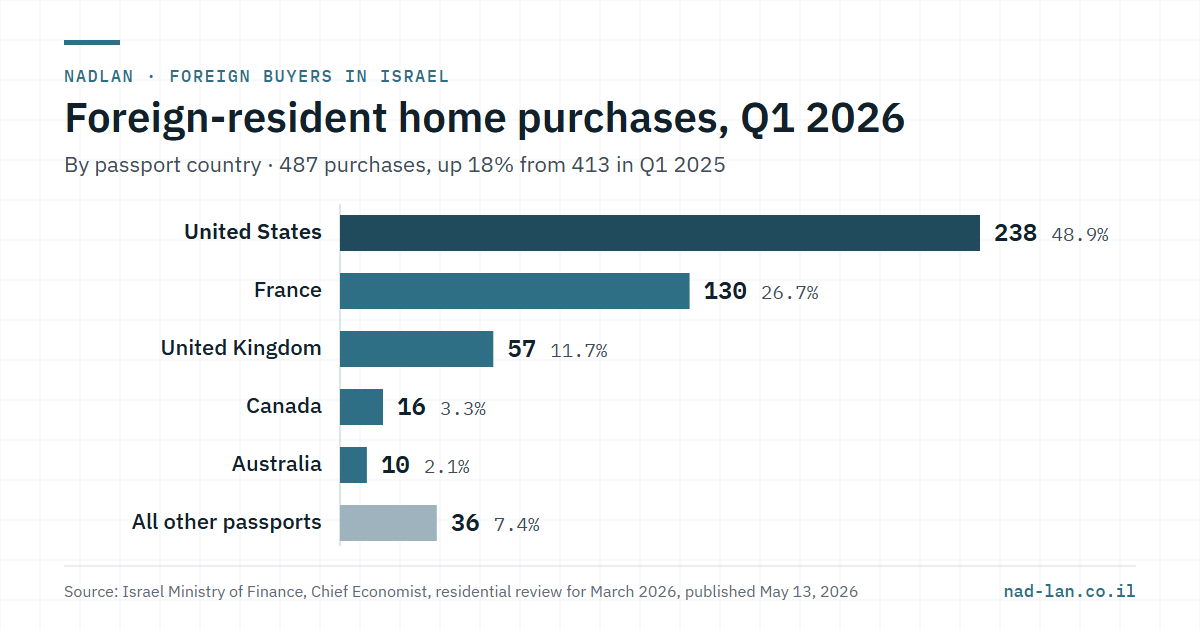 NADLAN · FOREIGN BUYERS IN ISRAEL
Foreign-resident home purchases, Q1 2026
By passport country · 487 purchases, up 18% from 413 in Q1 2025
United States 238 48.9%
France 130 26.7%
United Kingdom 57 11.7%
Canada 16 3.3%
Australia 10 2.1%
All other passports 36 7.4%
Source: Israel Ministry of Finance, Chief Economist, residential review for March 2026, published May 13, 2026
nad-lan.co.il